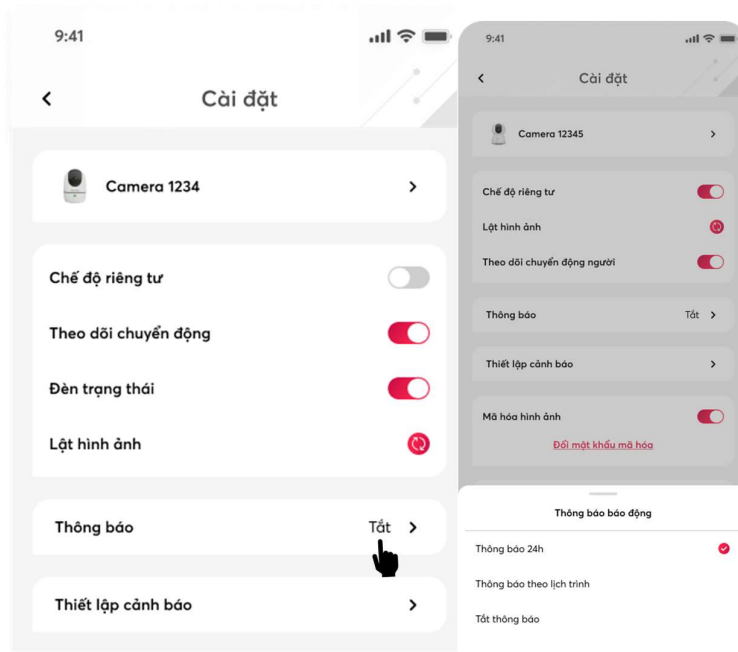 9:41
Cài đặt
Camera 1234
Chế độ riêng tư
Theo dõi chuyển động
Đèn trạng thái
Lật hình ảnh
Thông báo Tắt
Thiết lập cảnh báo
9:41
Cài đặt
Camera 12345
Chế độ riêng tư
Lật hình ảnh
Theo dõi chuyển động người
Thông báo Tắt
Thiết lập cảnh báo
Mã hóa hình ảnh
Đổi mật khẩu mã hóa
Thông báo báo động
Thông báo 24h
Thông báo theo lịch trình
Tắt thông báo